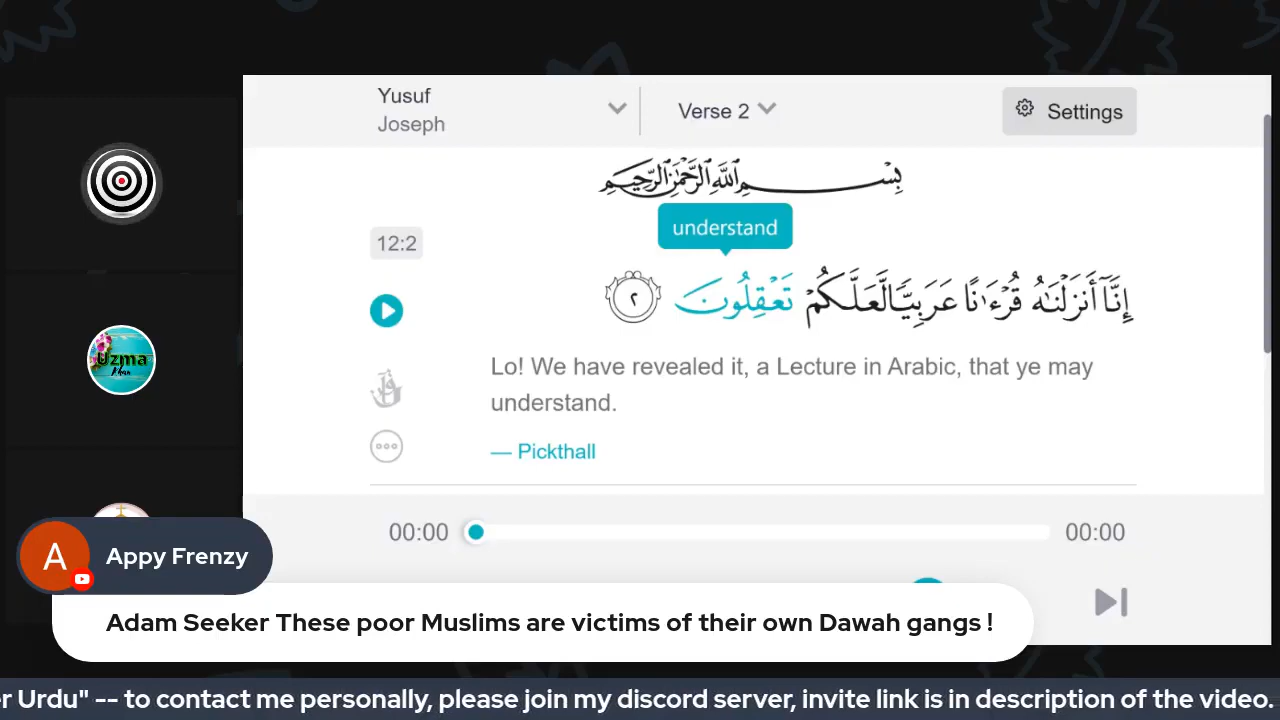 Yusuf
Joseph
Verse 2
Settings
بِسْمِ اللَّهِ الرَّحْمَٰنِ الرَّحِيمِ
understand
12:2
إِنَّآ أَنزَلْنَٰهُ قُرْءَٰنًا عَرَبِيًّا لَّعَلَّكُمْ تَعْقِلُونَ ٢
Lo! We have revealed it, a Lecture in Arabic, that ye may
understand.
— Pickthall
Uzma
Khan
00:00
00:00
A
Appy Frenzy
Adam Seeker These poor Muslims are victims of their own Dawah gangs !
r Urdu" -- to contact me personally, please join my discord server, invite link is in description of the video.